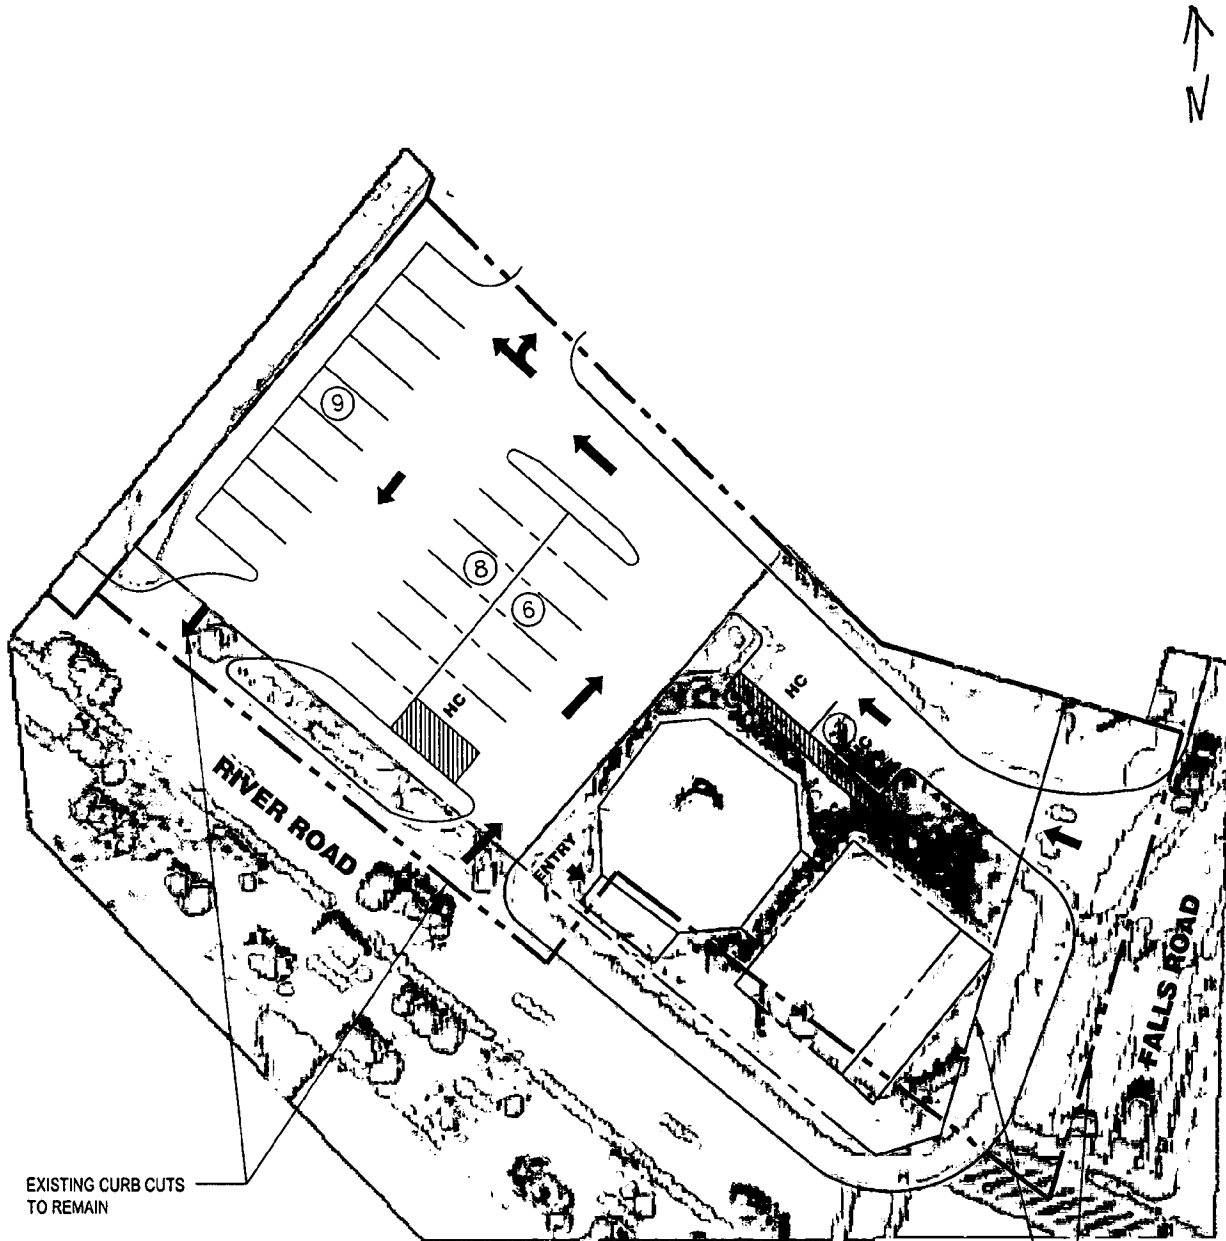 N
9
8
6
HC
HC
RIVER ROAD
ENTRY
FALLS ROAD
EXISTING CURB CUTS
TO REMAIN